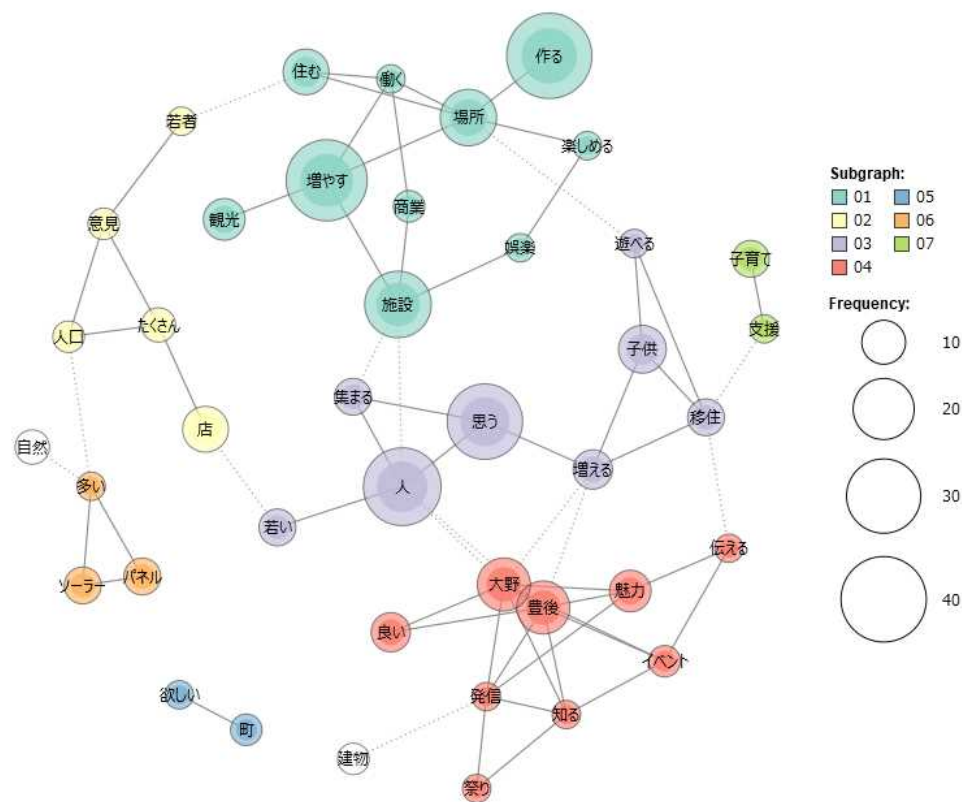 作る
住む
働く
場所
若者
楽しめる
増やす
商業
観光
意見
娯楽
遊べる
子育て
施設
人口
たくさん
支援
子供
集まる
思う
移住
店
自然
増える
多い
人
若い
伝える
ソーラー
パネル
大野
魅力
豊後
良い
イベント
欲しい
発信
知る
町
建物
祭り
Subgraph:
01 05
02 06
03 07
04
Frequency:
10
20
30
40